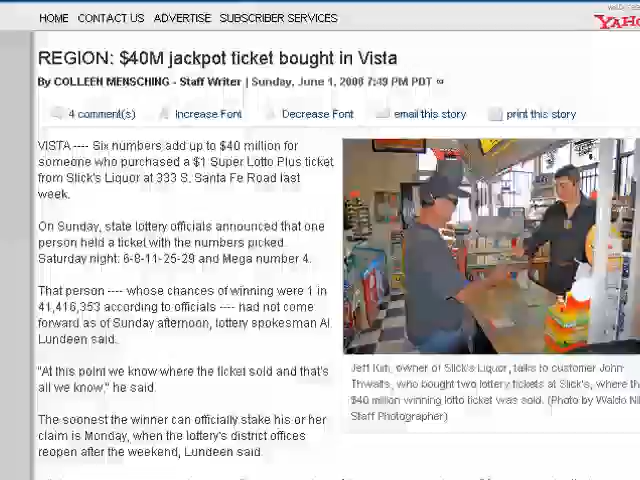 HOME CONTACT US ADVERTISE SUBSCRIBER SERVICES
REGION: $40M jackpot ticket bought in Vista
By COLLEEN MENSCHING - Staff Writer | Sunday, June 1, 2008 7:49 PM PDT ∞
4 comment(s) Increase Font Decrease Font email this story print this story
VISTA ---- Six numbers add up to $40 million for
someone who purchased a $1 Super Lotto Plus ticket
from Slick's Liquor at 333 S. Santa Fe Road last
week.
On Sunday, state lottery officials announced that one
person held a ticket with the numbers picked
Saturday night: 6-8-11-25-29 and Mega number 4.
That person ---- whose chances of winning were 1 in
41,416,353 according to officials ---- had not come
forward as of Sunday afternoon, lottery spokesman Al
Lundeen said.
"At this point we know where the ticket sold and that's
all we know," he said.
The soonest the winner can officially stake his or her
claim is Monday, when the lottery's district offices
reopen after the weekend, Lundeen said.
Jeff Kim, owner of Slick's Liquor, talks to customer John
Thwaits, who bought two lottery tickets at Slick's, where th
$40 million winning lotto ticket was sold. (Photo by Waldo Ni
Staff Photographer)